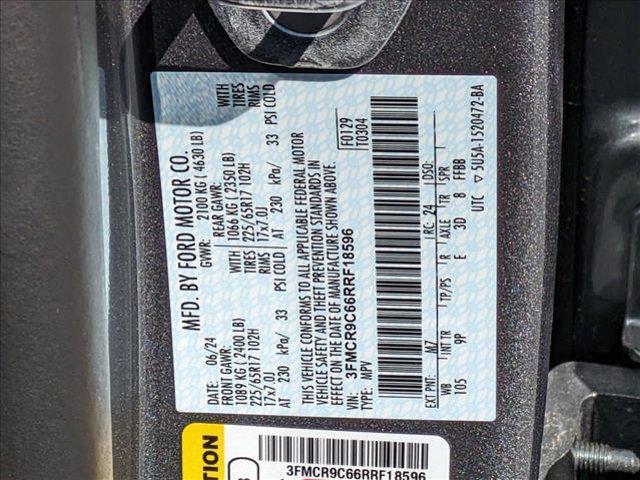 MFD. BY FORD MOTOR CO.
DATE: 06/24 GVWR: 2100 KG (4630 LB)
FRONT GAWR: REAR GAWR:
1089 KG (2400 LB) 1066 KG (2350 LB)
225/65R17 102H TIRES 225/65R17 102H TIRES
17x7.0J RIMS 17x7.0J RIMS
AT 230 kPa/ 33 PSI COLD AT 230 kPa/ 33 PSI COLD
THIS VEHICLE CONFORMS TO ALL APPLICABLE FEDERAL MOTOR
VEHICLE SAFETY AND THEFT PREVENTION STANDARDS IN
EFFECT ON THE DATE OF MANUFACTURE SHOWN ABOVE.
VIN: 3FMCR9C66RRF18596
TYPE: MPV
F0129
T0304
EXT PNT: M7 RC: 24 DSO:
WB INT TR TP/PS R AXLE TR SPR
105 9P E 3D 8 FFBB
UTC ▽ 5U5A-1520472-BA
3FMCR9C66RRF18596